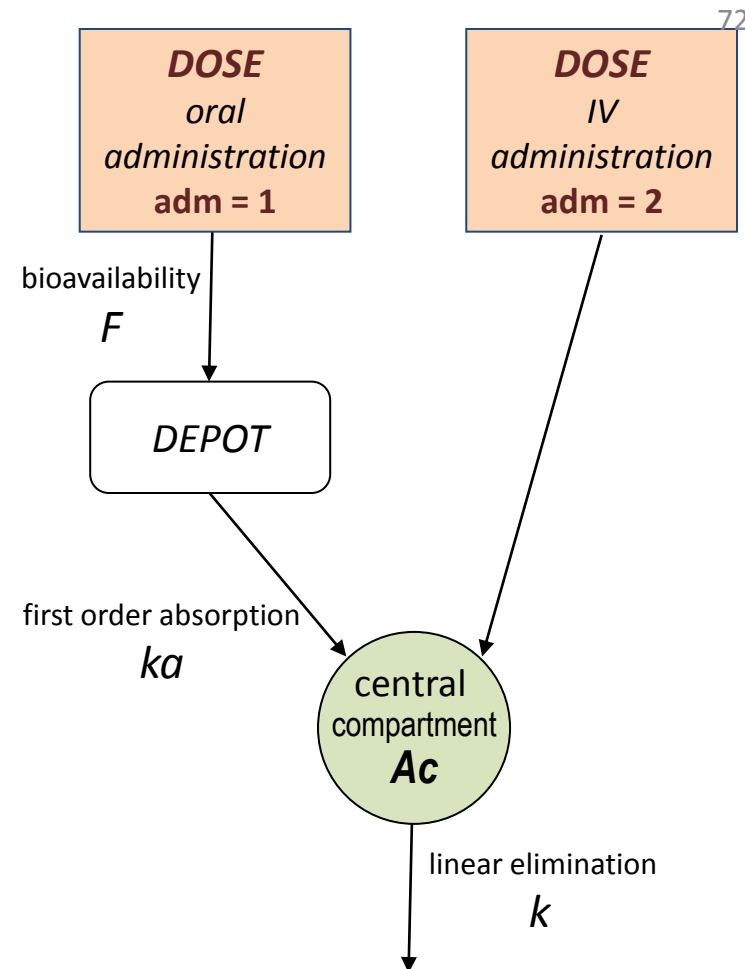 72
DOSE
oral
administration
adm = 1
DOSE
IV
administration
adm = 2
bioavailability
F
DEPOT
first order absorption
ka
central
compartment
Ac
linear elimination
k